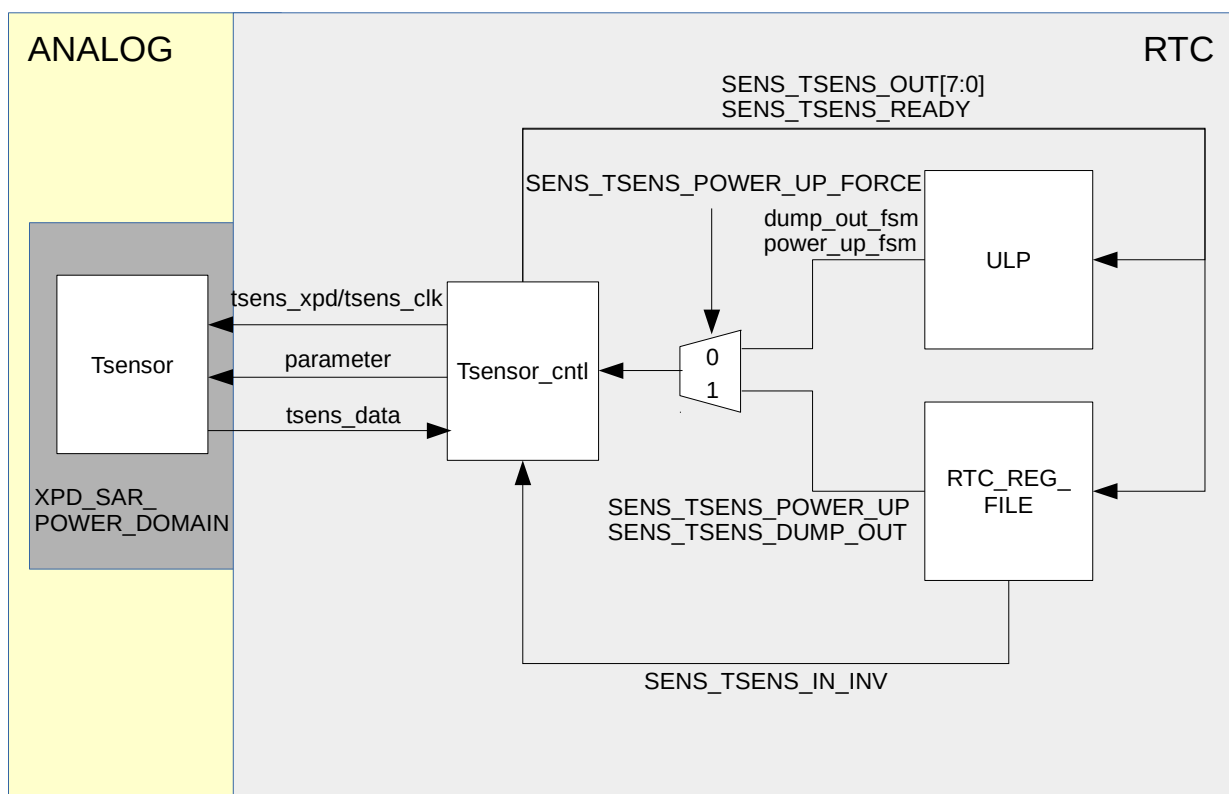 ANALOG
RTC
SENS_TSENS_OUT[7:0]
SENS_TSENS_READY
SENS_TSENS_POWER_UP_FORCE
dump_out_fsm
power_up_fsm
ULP
tsens_xpd/tsens_clk
Tsensor
parameter
tsens_data
Tsensor_cntl
0
1
XPD_SAR_
POWER_DOMAIN
SENS_TSENS_POWER_UP
SENS_TSENS_DUMP_OUT
RTC_REG_
FILE
SENS_TSENS_IN_INV